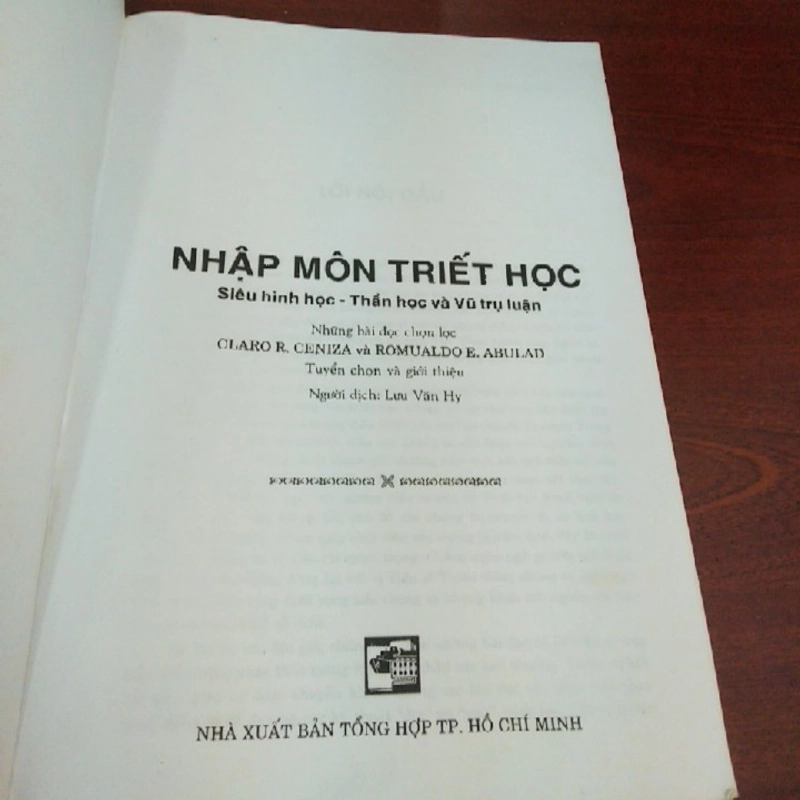 NHẬP MÔN TRIẾT HỌC
Siêu hình học - Thần học và Vũ trụ luận
Những bài đọc chọn lọc
CLARO R. CENIZA và ROMUALDO E. ABULAD
Tuyển chọn và giới thiệu
Người dịch: Lưu Văn Hy
NHÀ XUẤT BẢN TỔNG HỢP TP. HỒ CHÍ MINH